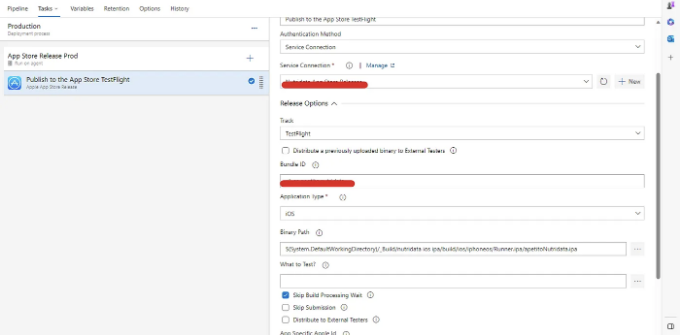 Pipeline Tasks Variables Retention Options History
Production
Deployment process
App Store Release Prod
Run on agent
Publish to the App Store TestFlight
Apple App Store Release
Publish to the App Store TestFlight
Authentication Method
Service Connection
Service Connection * | Manage
New
Release Options
Track
TestFlight
Distribute a previously uploaded binary to External Testers
Bundle ID
Application Type *
iOS
Binary Path
$(System.DefaultWorkingDirectory)/_Build/nutridata.ios.ipa/build/ios/iphoneos/Runner.ipa/apetitoNutridata.ipa
What to Test?
Skip Build Processing Wait
Skip Submission
Distribute to External Testers
App Specific Apple Id